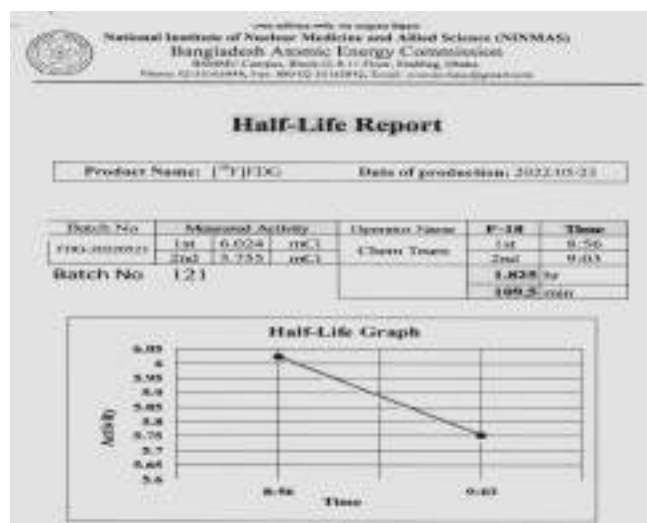 National Institute of Nuclear Medicine and Allied Science (NINMAS)
Bangladesh Atomic Energy Commission
Half-Life Report
Product Name: [¹⁸F]FDG Date of production: 2022/05/21
Batch No Measured Activity Operator Name F-18 Time
FDG-20220521 1st 6.024 mCi Chem Team 1st 8:56
2nd 5.755 mCi 2nd 9:03
Batch No 121 1.825 hr
109.5 min
Half-Life Graph
6.05
6
5.95
5.9
5.85
5.8
5.75
5.7
5.65
5.6
Activity
8:56 9:03
Time